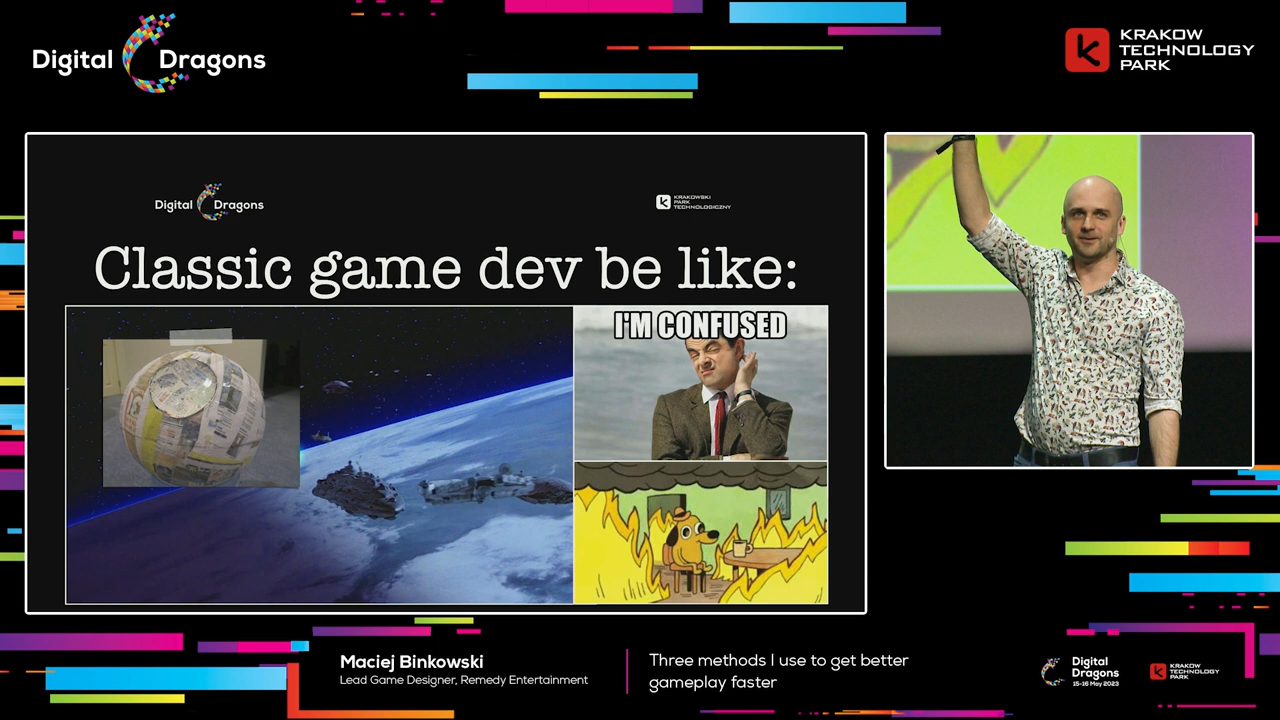 Digital Dragons
KRAKOW
TECHNOLOGY
PARK
Digital Dragons
KRAKOWSKI
PARK
TECHNOLOGICZNY
Classic game dev be like:
I'M CONFUSED
Maciej Binkowski
Lead Game Designer, Remedy Entertainment
Three methods I use to get better
gameplay faster
Digital
Dragons
15-16 May 2023
KRAKOW
TECHNOLOGY
PARK